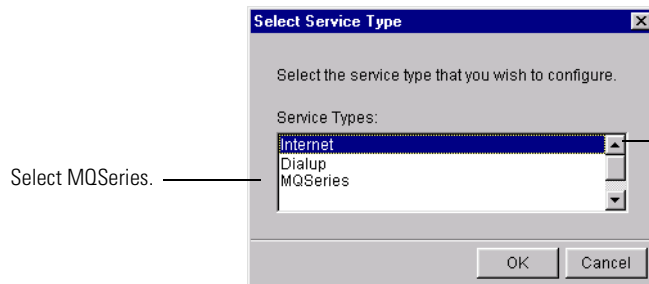 Select Service Type
Select the service type that you wish to configure.
Service Types:
Internet
Dialup
MQSeries
Select MQSeries.
OK
Cancel